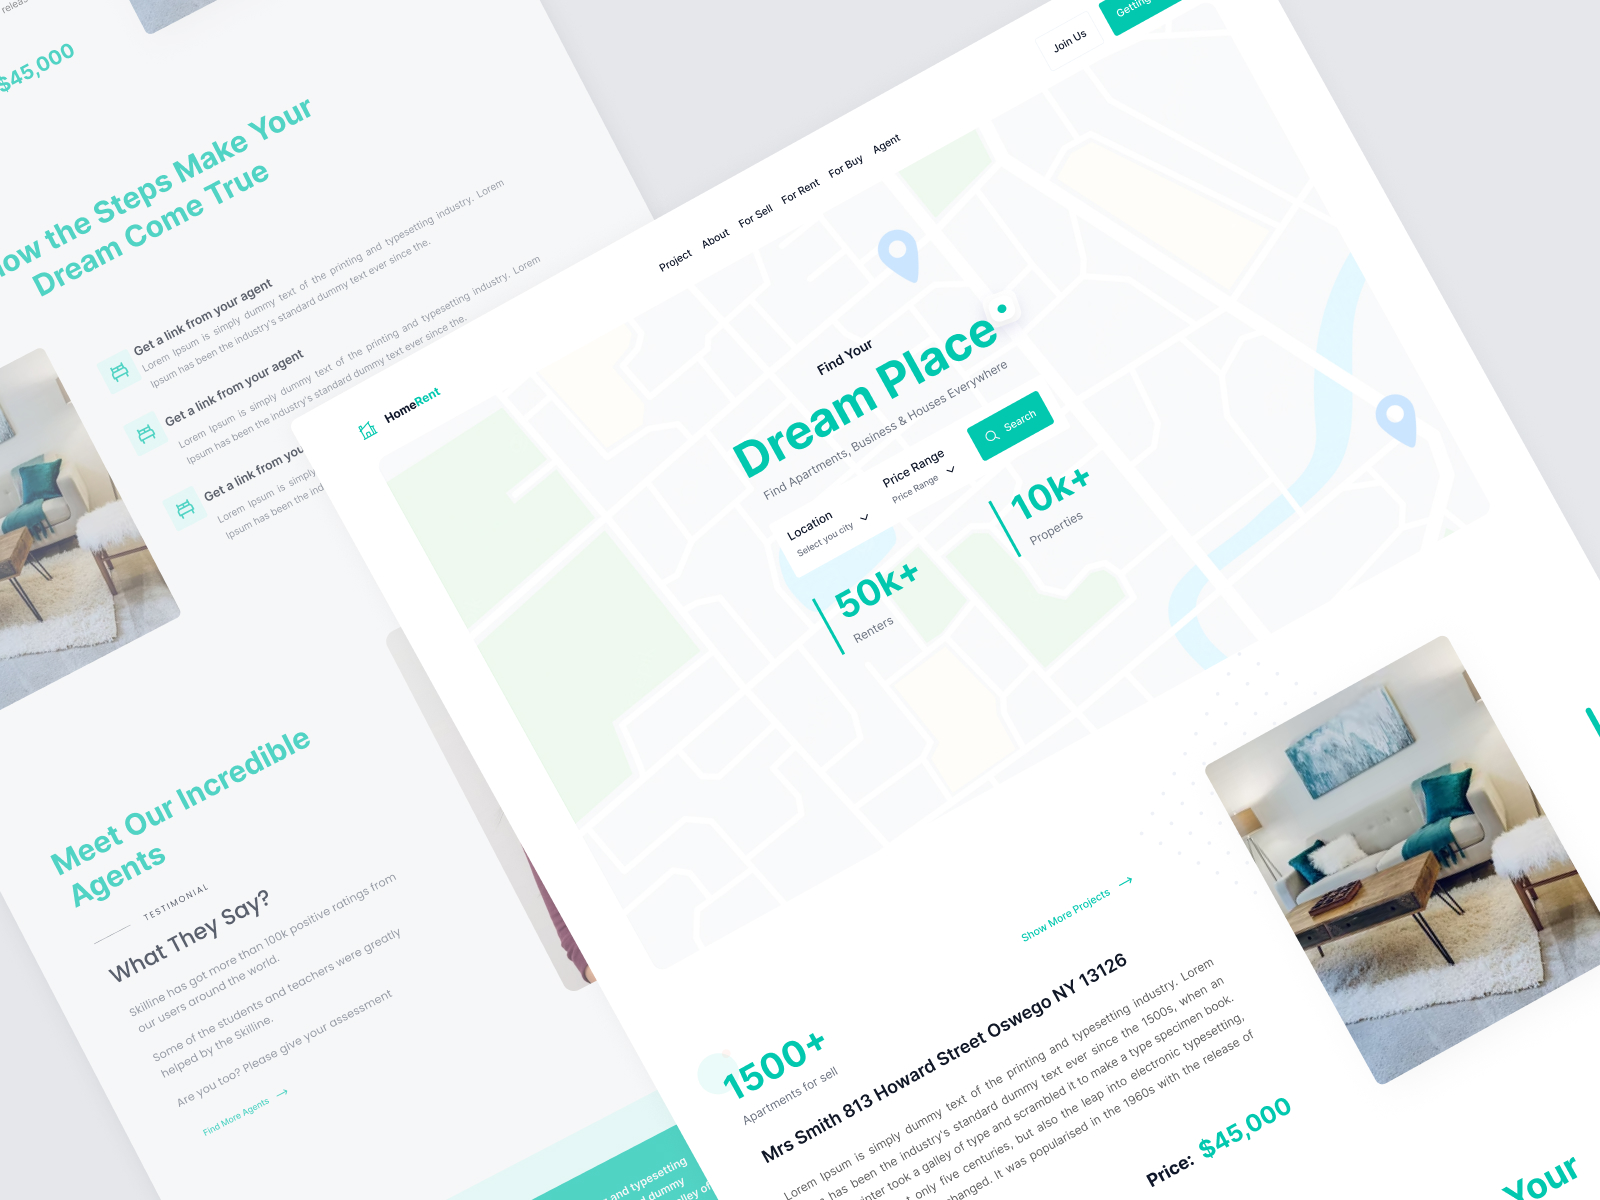 $45,000
the Steps Make Your
Dream Come True
Get a link from your agent
Lorem Ipsum is simply dummy text of the printing and typesetting industry. Lorem
Ipsum has been the industry's standard dummy text ever since the.
Get a link from your agent
Lorem Ipsum is simply dummy text of the printing and typesetting industry. Lorem
Ipsum has been the industry's standard dummy text ever since the.
Get a link from you
Lorem Ipsum is simply
Ipsum has been the ind
Meet Our Incredible
Agents
TESTIMONIAL
What They Say?
Skilline has got more than 100k positive ratings from
our users around the world.
Some of the students and teachers were greatly
helped by the Skilline.
Are you too? Please give your assessment
Find More Agents
and typesetting
dummy
alley of
HomeRent
Project About For Sell For Rent For Buy Agent
Join Us
Getting
Find Your
Dream Place
Find Apartments, Business & Houses Everywhere
Location
Select you city
Price Range
Price Range
Search
50k+
Renters
10k+
Properties
Show More Projects
1500+
Apartments for sell
Mrs Smith 813 Howard Street Oswego NY 13126
Lorem Ipsum is simply dummy text of the printing and typesetting industry. Lorem
has been the industry's standard dummy text ever since the 1500s, when an
took a galley of type and scrambled it to make a type specimen book.
only five centuries, but also the leap into electronic typesetting,
It was popularised in the 1960s with the release of
Price: $45,000
Your